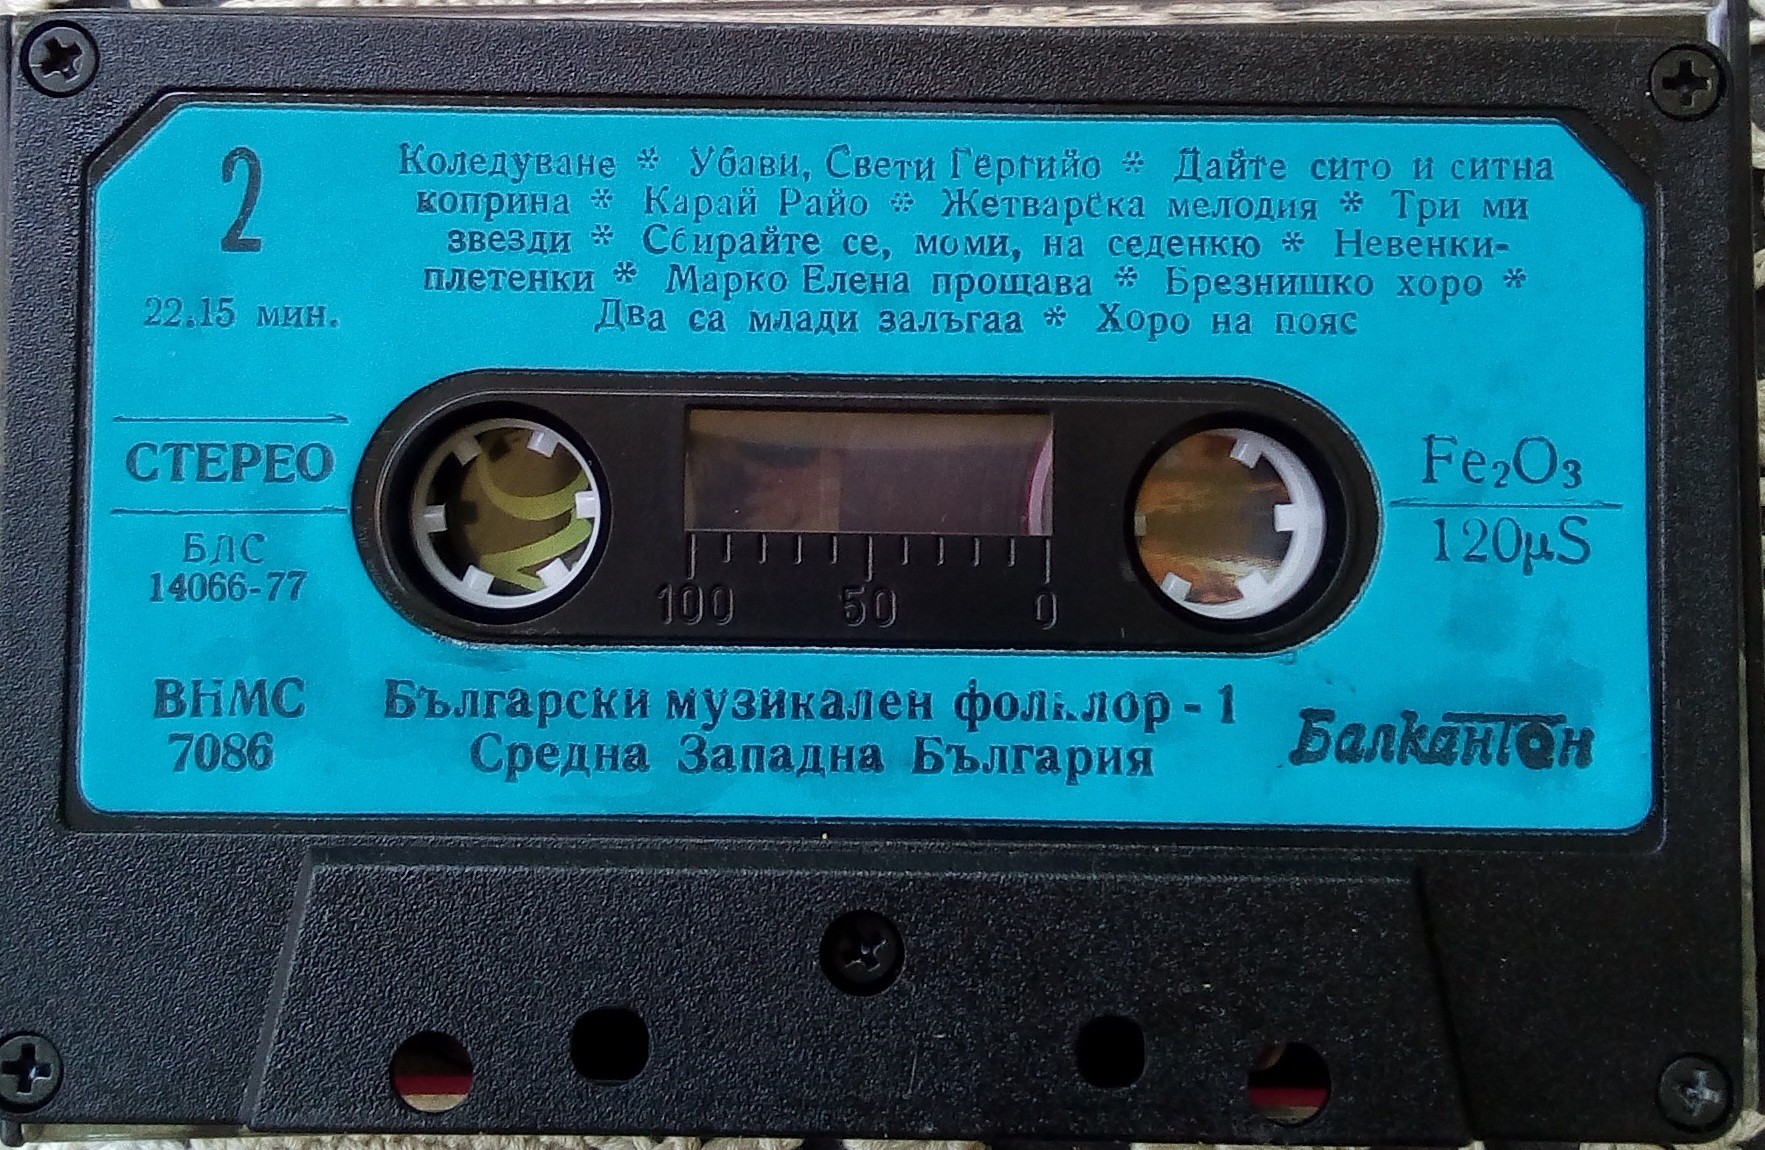 2
Коледуване * Убави, Свети Гергийо * Дайте сито и ситна
коприна * Карай Райо * Жетварска мелодия * Три ми
звезди * Сбирайте се, моми, на седенкю * Невенки-
плетенки * Марко Елена прощава * Брезнишко хоро *
Два са млади залъгаа * Хоро на пояс
22.15 мин.
СТЕРЕО
БДС
14066-77
Fe₂O₃
120µS
100 50 0
ВНМС
7086
Български музикален фолклор - 1
Средна Западна България
Балкантон